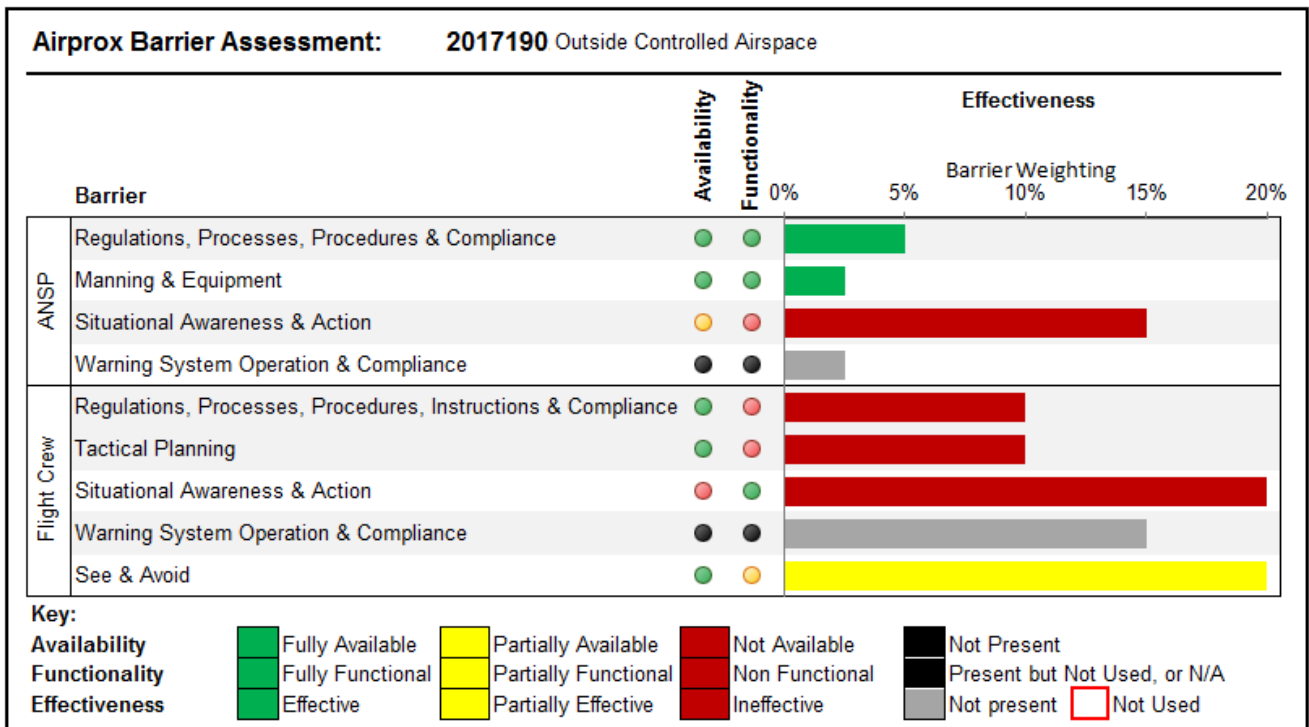 Airprox Barrier Assessment: 2017190 Outside Controlled Airspace
Availability
Functionality
Effectiveness
Barrier Weighting
Barrier
0% 5% 10% 15% 20%
ANSP
Regulations, Processes, Procedures & Compliance
Manning & Equipment
Situational Awareness & Action
Warning System Operation & Compliance
Flight Crew
Regulations, Processes, Procedures, Instructions & Compliance
Tactical Planning
Situational Awareness & Action
Warning System Operation & Compliance
See & Avoid
Key:
Availability Fully Available Partially Available Not Available Not Present
Functionality Fully Functional Partially Functional Non Functional Present but Not Used, or N/A
Effectiveness Effective Partially Effective Ineffective Not present Not Used